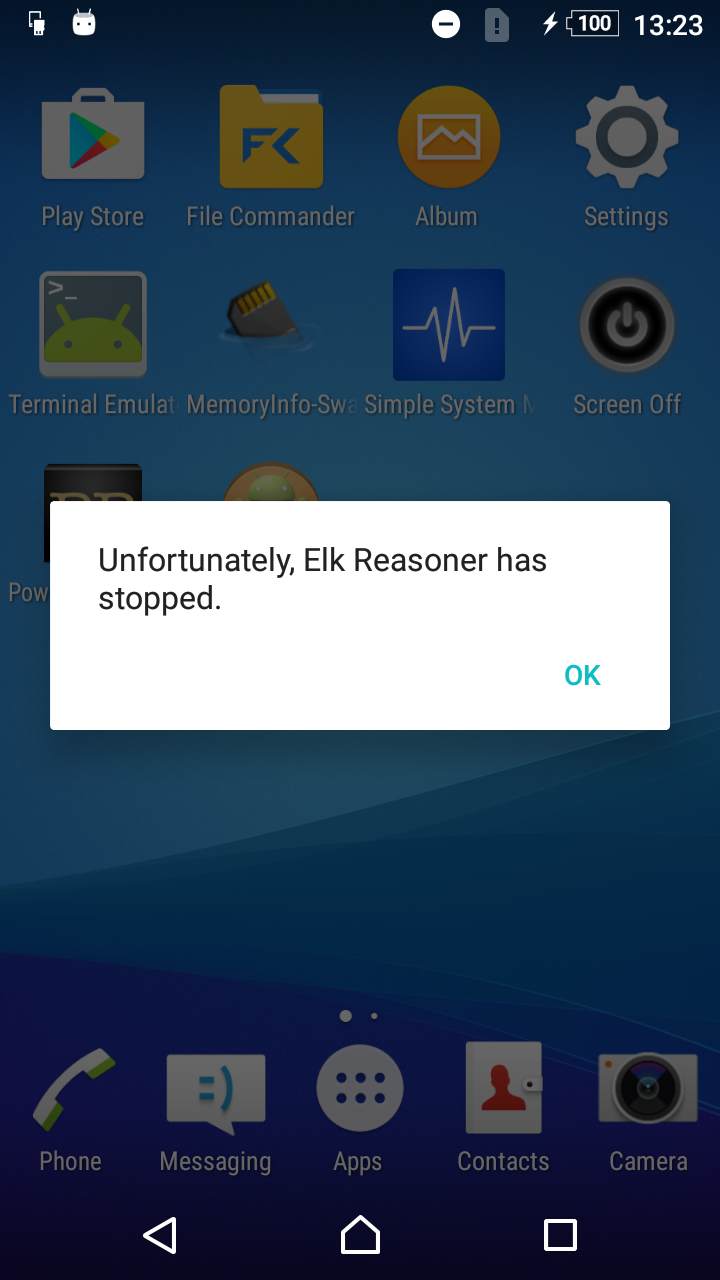 100 13:23
Play Store File Commander Album Settings
>_
Terminal Emulat MemoryInfo-Swa Simple System Screen Off
Pow
Unfortunately, Elk Reasoner has
stopped.
OK
Phone Messaging Apps Contacts Camera